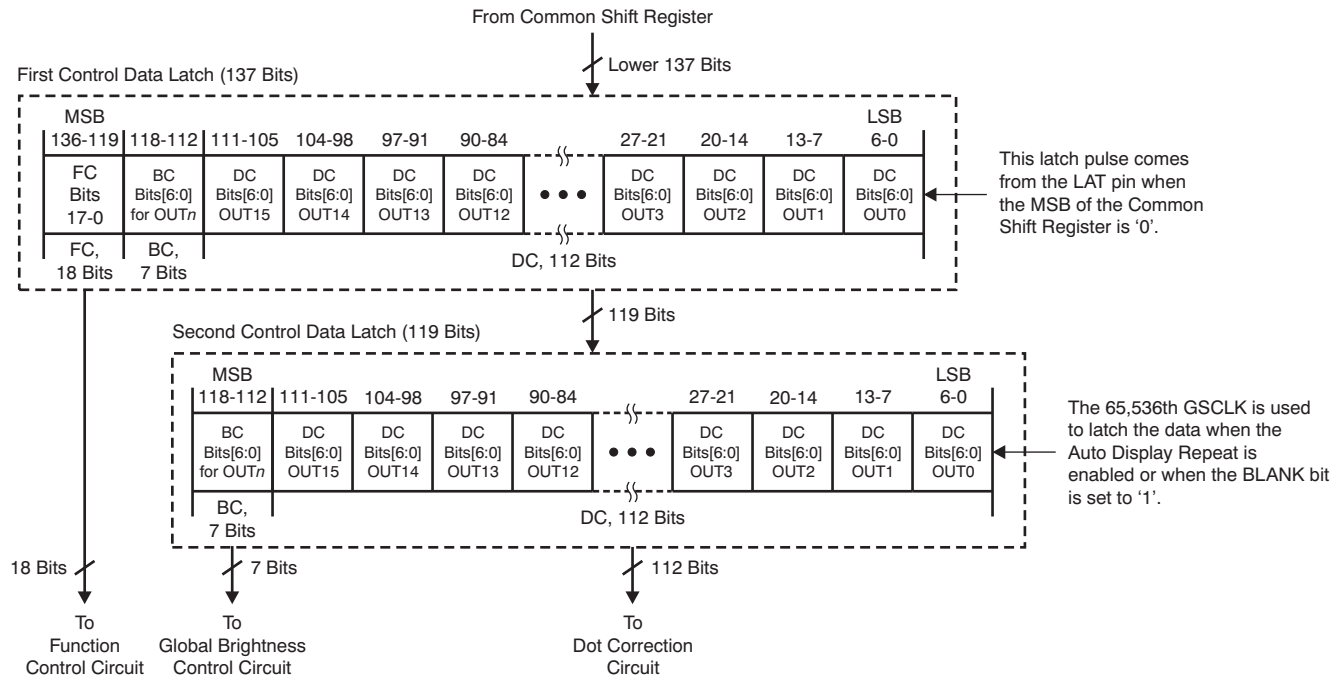 From Common Shift Register
Lower 137 Bits
First Control Data Latch (137 Bits)
MSB LSB
136-119 118-112 111-105 104-98 97-91 90-84 27-21 20-14 13-7 6-0
FC BC DC DC DC DC DC DC DC DC
Bits Bits[6:0] Bits[6:0] Bits[6:0] Bits[6:0] Bits[6:0] • • • Bits[6:0] Bits[6:0] Bits[6:0] Bits[6:0]
17-0 for OUTn OUT15 OUT14 OUT13 OUT12 OUT3 OUT2 OUT1 OUT0
FC, BC, DC, 112 Bits
18 Bits 7 Bits
This latch pulse comes
from the LAT pin when
the MSB of the Common
Shift Register is ‘0’.
119 Bits
Second Control Data Latch (119 Bits)
MSB LSB
118-112 111-105 104-98 97-91 90-84 27-21 20-14 13-7 6-0
BC DC DC DC DC DC DC DC DC
Bits[6:0] Bits[6:0] Bits[6:0] Bits[6:0] Bits[6:0] • • • Bits[6:0] Bits[6:0] Bits[6:0] Bits[6:0]
for OUTn OUT15 OUT14 OUT13 OUT12 OUT3 OUT2 OUT1 OUT0
BC, DC, 112 Bits
7 Bits
The 65,536th GSCLK is used
to latch the data when the
Auto Display Repeat is
enabled or when the BLANK bit
is set to ‘1’.
18 Bits 7 Bits 112 Bits
To
Function
Control Circuit
To
Global Brightness
Control Circuit
To
Dot Correction
Circuit